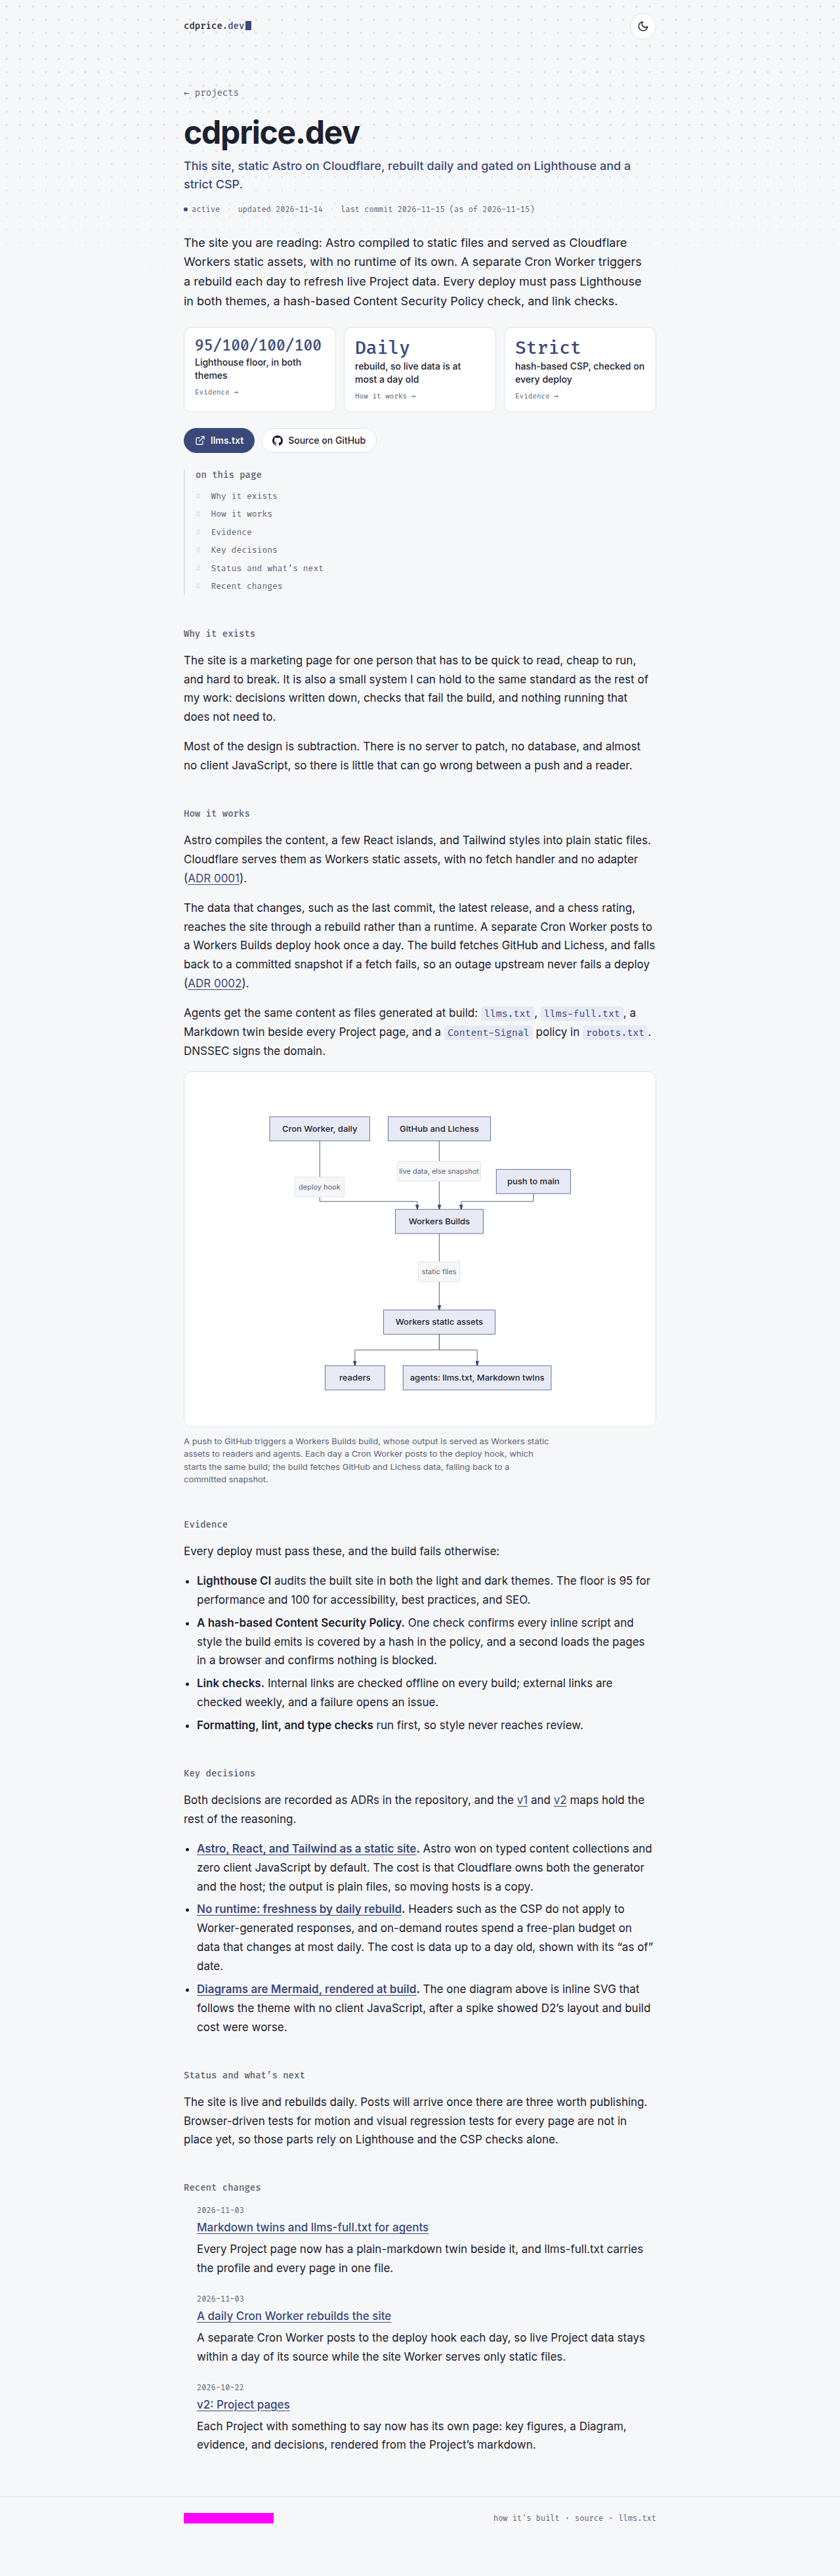 cdprice.dev
← projects
cdprice.dev
This site, static Astro on Cloudflare, rebuilt daily and gated on Lighthouse and a
strict CSP.
active · updated 2026-11-14 · last commit 2026-11-15 (as of 2026-11-15)
The site you are reading: Astro compiled to static files and served as Cloudflare
Workers static assets, with no runtime of its own. A separate Cron Worker triggers
a rebuild each day to refresh live Project data. Every deploy must pass Lighthouse
in both themes, a hash-based Content Security Policy check, and link checks.
95/100/100/100
Lighthouse floor, in both
themes
Evidence →
Daily
rebuild, so live data is at
most a day old
How it works →
Strict
hash-based CSP, checked on
every deploy
Evidence →
llms.txt
Source on GitHub
on this page
# Why it exists
# How it works
# Evidence
# Key decisions
# Status and what’s next
# Recent changes
Why it exists
The site is a marketing page for one person that has to be quick to read, cheap to run,
and hard to break. It is also a small system I can hold to the same standard as the rest of
my work: decisions written down, checks that fail the build, and nothing running that
does not need to.
Most of the design is subtraction. There is no server to patch, no database, and almost
no client JavaScript, so there is little that can go wrong between a push and a reader.
How it works
Astro compiles the content, a few React islands, and Tailwind styles into plain static files.
Cloudflare serves them as Workers static assets, with no fetch handler and no adapter
(ADR 0001).
The data that changes, such as the last commit, the latest release, and a chess rating,
reaches the site through a rebuild rather than a runtime. A separate Cron Worker posts to
a Workers Builds deploy hook once a day. The build fetches GitHub and Lichess, and falls
back to a committed snapshot if a fetch fails, so an outage upstream never fails a deploy
(ADR 0002).
Agents get the same content as files generated at build: llms.txt, llms-full.txt, a
Markdown twin beside every Project page, and a Content-Signal policy in robots.txt.
DNSSEC signs the domain.
Cron Worker, daily
GitHub and Lichess
live data, else snapshot
push to main
deploy hook
Workers Builds
static files
Workers static assets
readers
agents: llms.txt, Markdown twins
A push to GitHub triggers a Workers Builds build, whose output is served as Workers static
assets to readers and agents. Each day a Cron Worker posts to the deploy hook, which
starts the same build; the build fetches GitHub and Lichess data, falling back to a
committed snapshot.
Evidence
Every deploy must pass these, and the build fails otherwise:
• Lighthouse CI audits the built site in both the light and dark themes. The floor is 95 for
performance and 100 for accessibility, best practices, and SEO.
• A hash-based Content Security Policy. One check confirms every inline script and
style the build emits is covered by a hash in the policy, and a second loads the pages
in a browser and confirms nothing is blocked.
• Link checks. Internal links are checked offline on every build; external links are
checked weekly, and a failure opens an issue.
• Formatting, lint, and type checks run first, so style never reaches review.
Key decisions
Both decisions are recorded as ADRs in the repository, and the v1 and v2 maps hold the
rest of the reasoning.
• Astro, React, and Tailwind as a static site. Astro won on typed content collections and
zero client JavaScript by default. The cost is that Cloudflare owns both the generator
and the host; the output is plain files, so moving hosts is a copy.
• No runtime: freshness by daily rebuild. Headers such as the CSP do not apply to
Worker-generated responses, and on-demand routes spend a free-plan budget on
data that changes at most daily. The cost is data up to a day old, shown with its “as of”
date.
• Diagrams are Mermaid, rendered at build. The one diagram above is inline SVG that
follows the theme with no client JavaScript, after a spike showed D2’s layout and build
cost were worse.
Status and what’s next
The site is live and rebuilds daily. Posts will arrive once there are three worth publishing.
Browser-driven tests for motion and visual regression tests for every page are not in
place yet, so those parts rely on Lighthouse and the CSP checks alone.
Recent changes
2026-11-03
Markdown twins and llms-full.txt for agents
Every Project page now has a plain-markdown twin beside it, and llms-full.txt carries
the profile and every page in one file.
2026-11-03
A daily Cron Worker rebuilds the site
A separate Cron Worker posts to the deploy hook each day, so live Project data stays
within a day of its source while the site Worker serves only static files.
2026-10-22
v2: Project pages
Each Project with something to say now has its own page: key figures, a Diagram,
evidence, and decisions, rendered from the Project’s markdown.
how it’s built · source · llms.txt